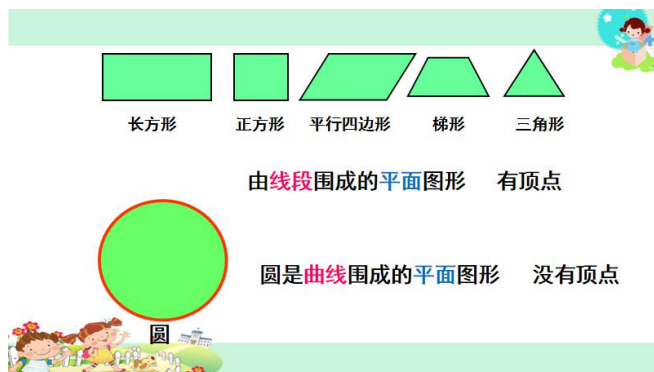 长方形 正方形 平行四边形 梯形 三角形
由线段围成的平面图形 有顶点
圆是曲线围成的平面图形 没有顶点
圆